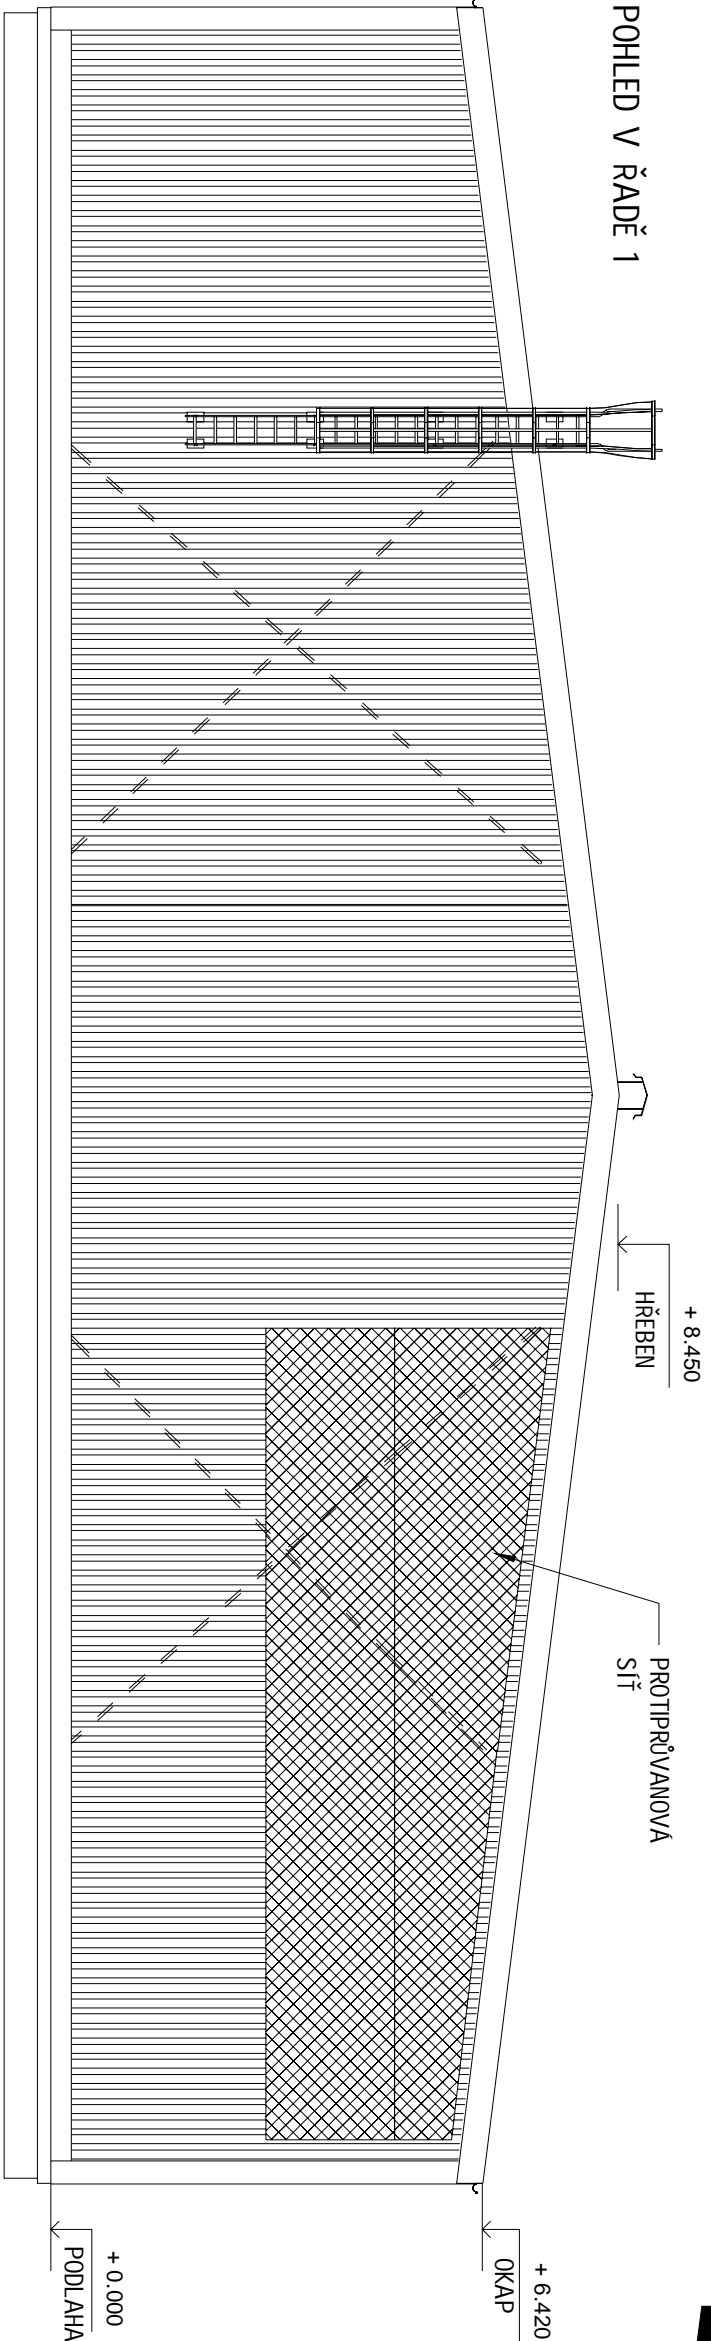 POHLED V ŘADĚ 1
+ 8.450
HŘEBEN
PROTIPRŮVANOVÁ
SÍŤ
+ 6.420
OKAP
+ 0.000
PODLAHA